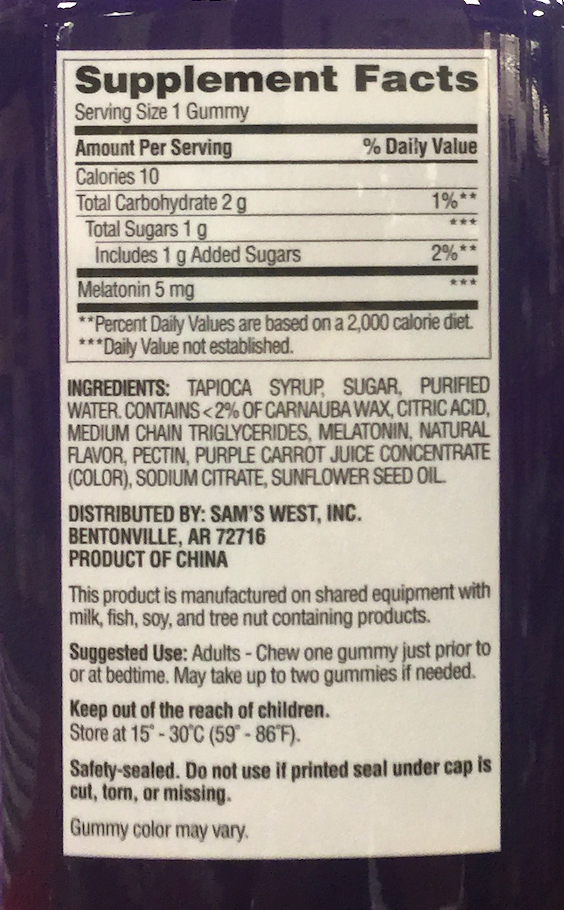 Supplement Facts
Serving Size 1 Gummy
Amount Per Serving % Daily Value
Calories 10
Total Carbohydrate 2 g 1%**
Total Sugars 1 g ***
Includes 1 g Added Sugars 2%**
Melatonin 5 mg ***
**Percent Daily Values are based on a 2,000 calorie diet.
***Daily Value not established.
INGREDIENTS: TAPIOCA SYRUP, SUGAR, PURIFIED
WATER. CONTAINS <2% OF CARNAUBA WAX, CITRIC ACID,
MEDIUM CHAIN TRIGLYCERIDES, MELATONIN, NATURAL
FLAVOR, PECTIN, PURPLE CARROT JUICE CONCENTRATE
(COLOR), SODIUM CITRATE, SUNFLOWER SEED OIL.
DISTRIBUTED BY: SAM'S WEST, INC.
BENTONVILLE, AR 72716
PRODUCT OF CHINA
This product is manufactured on shared equipment with
milk, fish, soy, and tree nut containing products.
Suggested Use: Adults - Chew one gummy just prior to
or at bedtime. May take up to two gummies if needed.
Keep out of the reach of children.
Store at 15° - 30°C (59° - 86°F).
Safety-sealed. Do not use if printed seal under cap is
cut, torn, or missing.
Gummy color may vary.